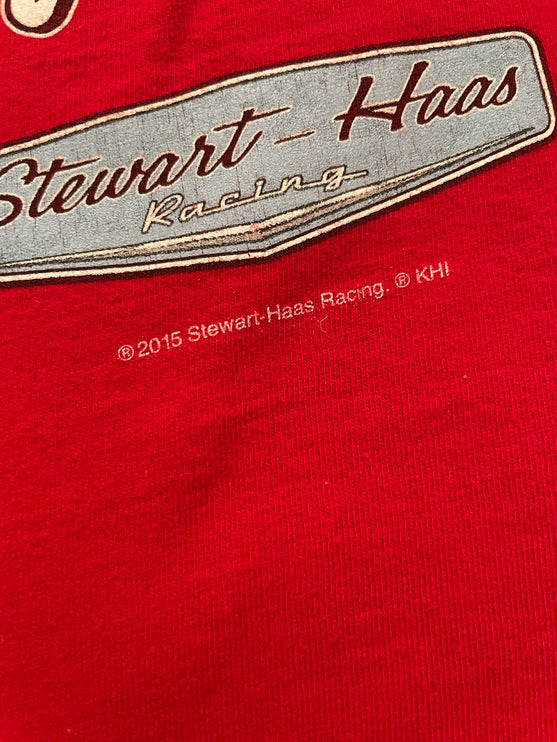 Stewart - Haas
Racing
® 2015 Stewart-Haas Racing. ® KHI